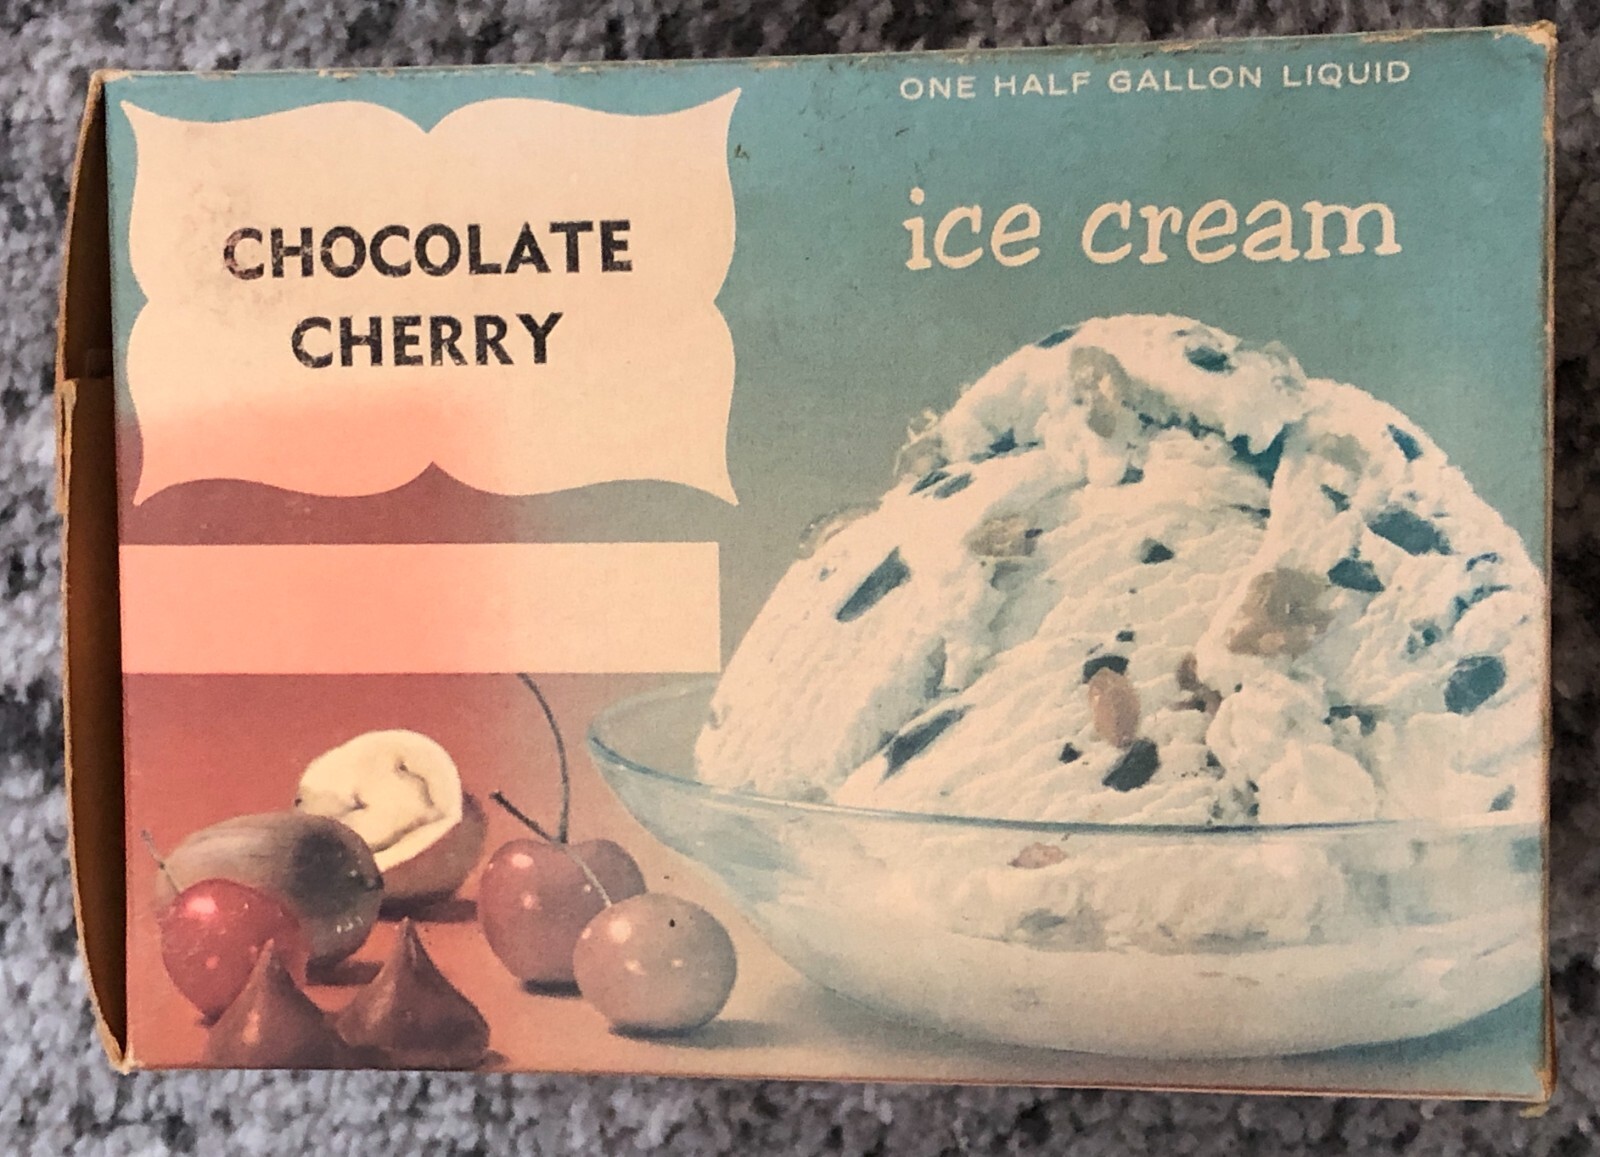 ONE HALF GALLON LIQUID
CHOCOLATE
CHERRY
ice cream